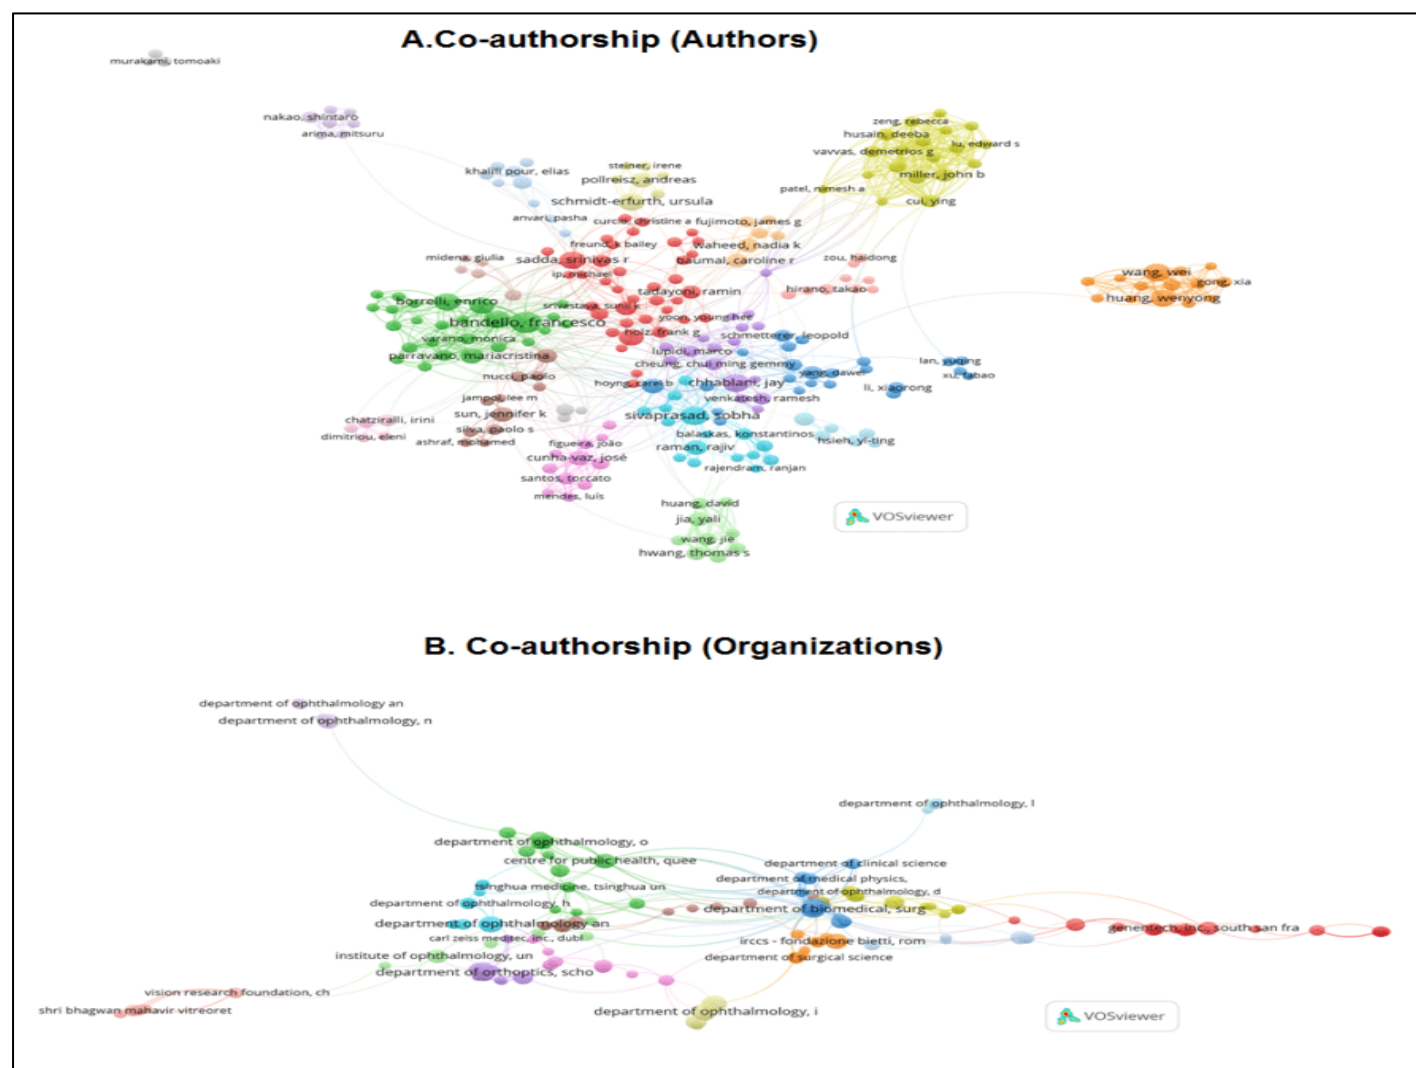 A.Co-authorship (Authors)
murakami, tomoaki
nakao, shintaro
arima, mitsuru
zeng, rebecca
husain, deeba
lu, edward s
vavvas, demetrios g
miller, john b
patel, nimesh a
cui, ying
khalili pour, elias
steiner, irene
pollreisz, andreas
schmidt-erfurth, ursula
anvari, pasha
curcio, christine a
fujimoto, james g
freund, k bailey
waheed, nadia k
midena, giulia
sadda, srinivas r
baumal, caroline r
zou, haidong
ip, michael
wang, wei
gong, xia
hirano, takao
tadayoni, ramin
huang, wenyong
borrelli, enrico
srivastava, sunil k
yoon, young hee
bandello, francesco
holz, frank g
schmetterer, leopold
varano, monica
lupidi, marco
parravano, mariacristina
cheung, chui ming gemmy
lan, yuqing
yang, dawei
xu, fabao
nucci, paolo
hoyng, carel b
chhablani, jay
li, xiaorong
jampol, lee m
venkatesh, ramesh
sun, jennifer k
sivaprasad, sobha
chatziralli, irini
silva, paolo s
dimitriou, eleni
ashraf, mohamed
figueira, joão
balaskas, konstantinos
hsieh, yi-ting
raman, rajiv
cunha-vaz, josé
rajendram, ranjan
santos, torcato
mendes, luís
huang, david
jia, yali
wang, jie
hwang, thomas s
VOSviewer
B. Co-authorship (Organizations)
department of ophthalmology an
department of ophthalmology, n
department of ophthalmology, l
department of ophthalmology, o
centre for public health, quee
department of clinical science
department of medical physics,
tsinghua medicine, tsinghua un
department of ophthalmology, d
department of ophthalmology, h
department of biomedical, surg
department of ophthalmology an
genentech, inc., south san fra
carl zeiss meditec, inc., dubl
irccs - fondazione bietti, rom
institute of ophthalmology, un
department of surgical science
department of orthoptics, scho
vision research foundation, ch
shri bhagwan mahavir vitreoret
department of ophthalmology, i
VOSviewer